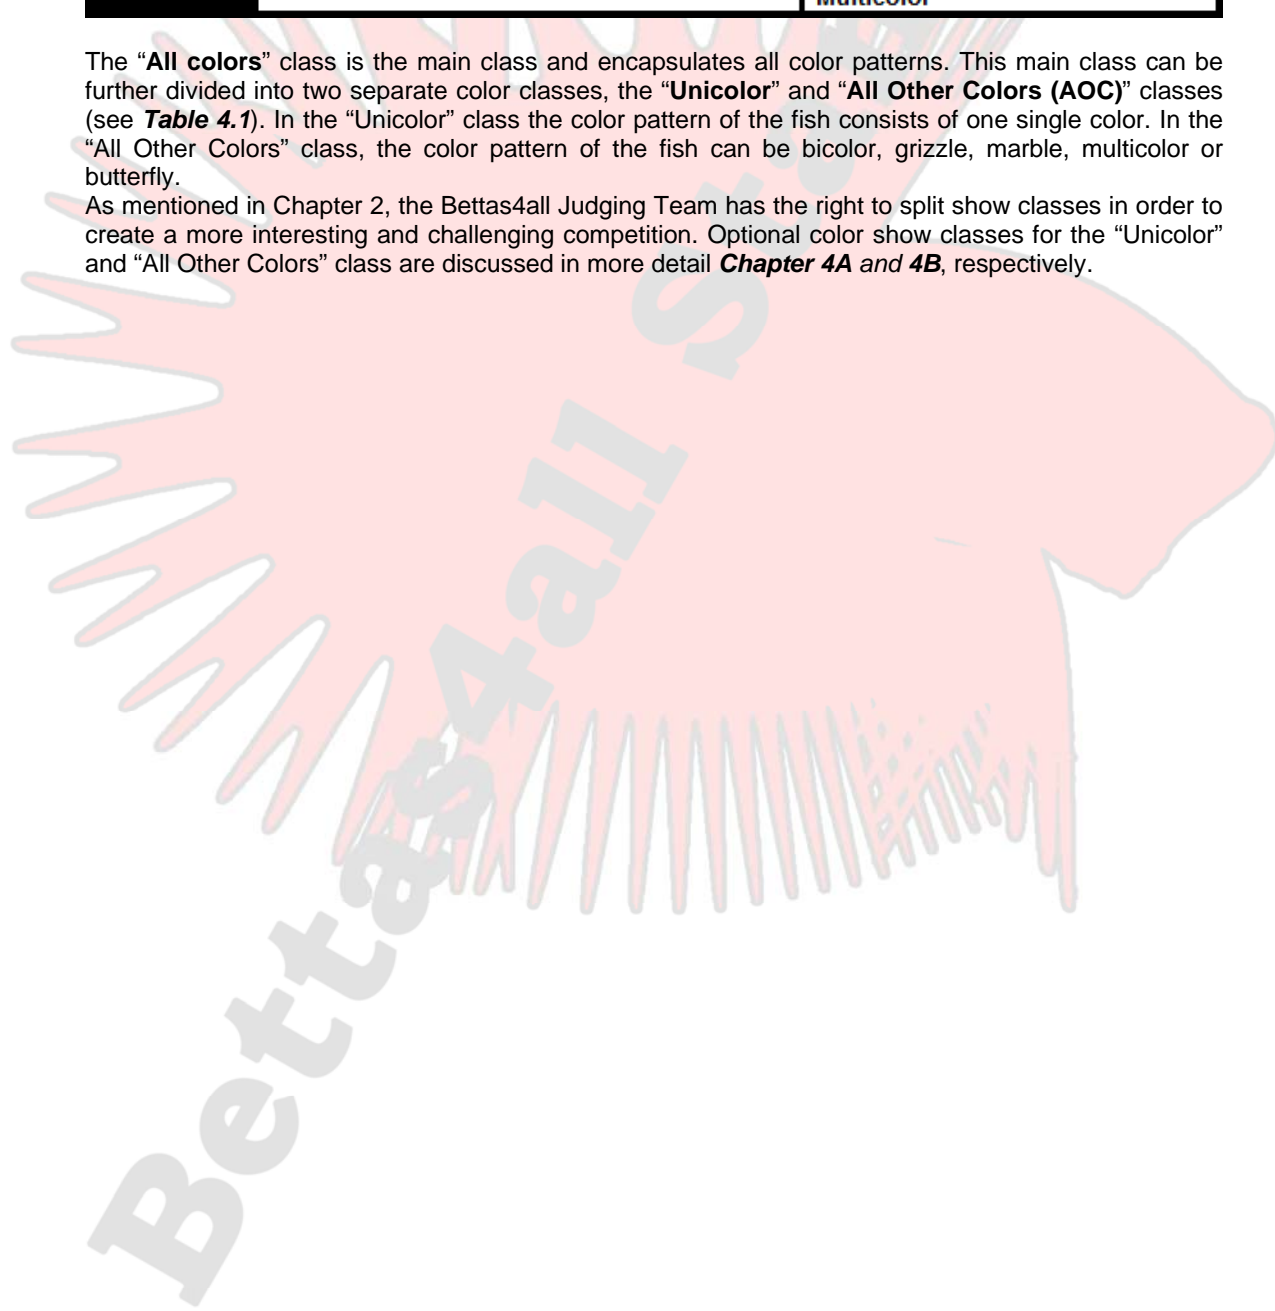 Multicolor
The “All colors” class is the main class and encapsulates all color patterns. This main class can be
further divided into two separate color classes, the “Unicolor” and “All Other Colors (AOC)” classes
(see Table 4.1). In the “Unicolor” class the color pattern of the fish consists of one single color. In the
“All Other Colors” class, the color pattern of the fish can be bicolor, grizzle, marble, multicolor or
butterfly.
As mentioned in Chapter 2, the Bettas4all Judging Team has the right to split show classes in order to
create a more interesting and challenging competition. Optional color show classes for the “Unicolor”
and “All Other Colors” class are discussed in more detail Chapter 4A and 4B, respectively.
Bettas4all